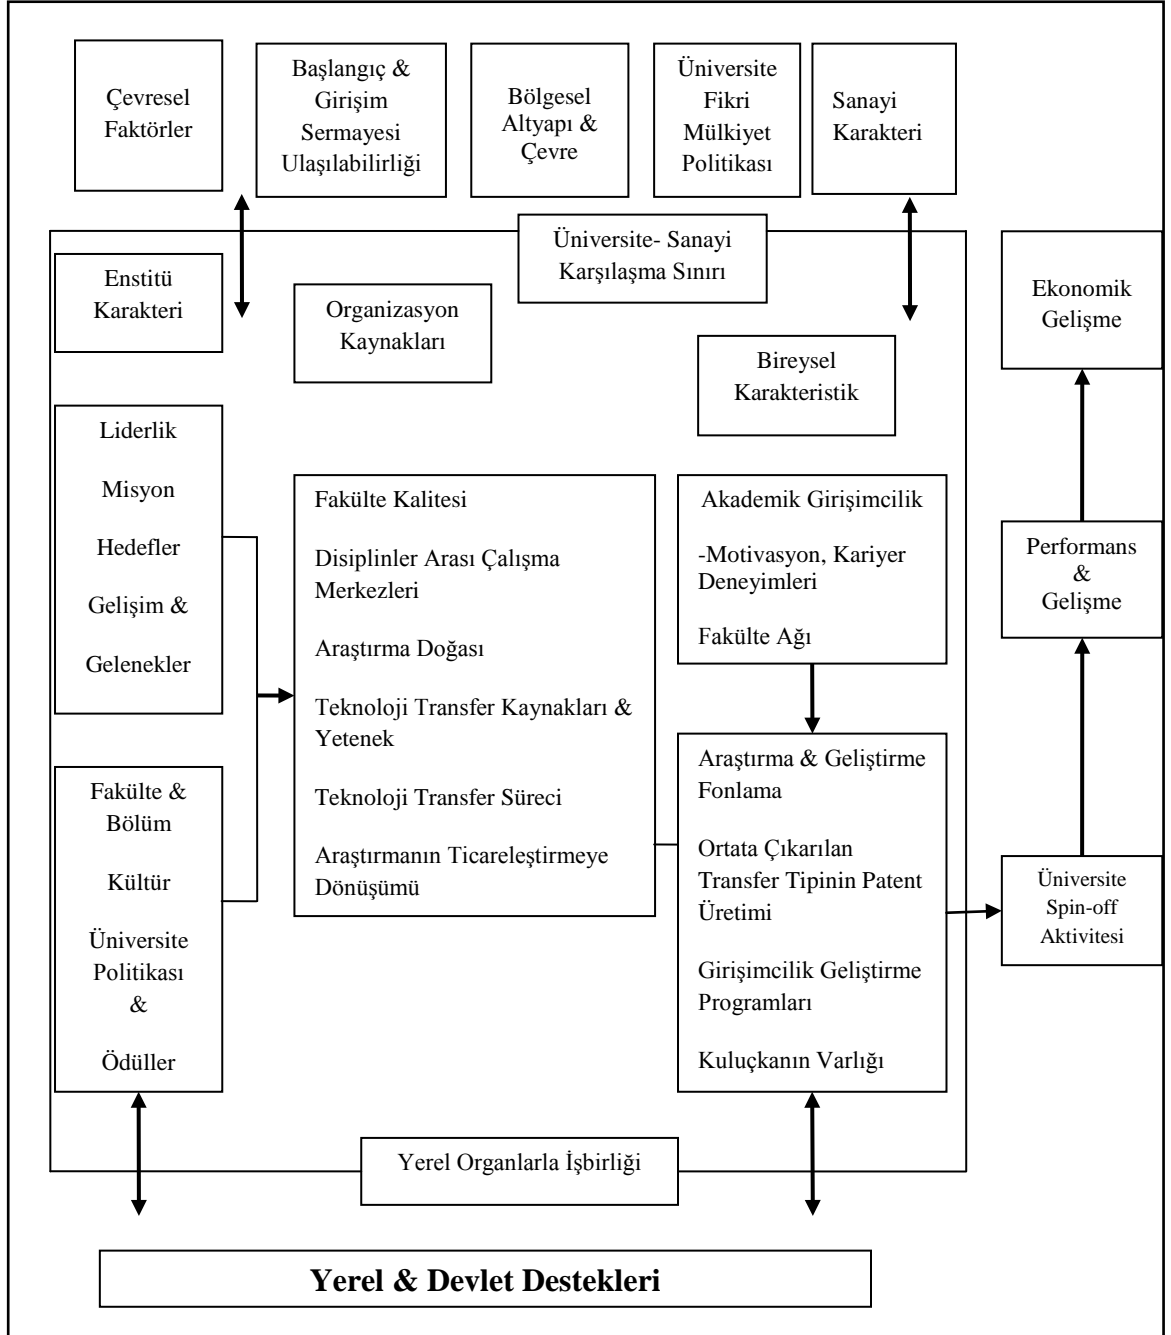 Çevresel
Faktörler
Başlangıç &
Girişim
Sermayesi
Ulaşılabilirliği
Bölgesel
Altyapı &
Çevre
Üniversite
Fikri
Mülkiyet
Politikası
Sanayi
Karakteri
Üniversite- Sanayi
Karşılaşma Sınırı
Enstitü
Karakteri
Organizasyon
Kaynakları
Bireysel
Karakteristik
Ekonomik
Gelişme
Liderlik
Misyon
Hedefler
Gelişim &
Gelenekler
Fakülte Kalitesi
Disiplinler Arası Çalışma
Merkezleri
Araştırma Doğası
Teknoloji Transfer Kaynakları &
Yetenek
Teknoloji Transfer Süreci
Araştırmanın Ticareleştirmeye
Dönüşümü
Akademik Girişimcilik
-Motivasyon, Kariyer
Deneyimleri
Fakülte Ağı
Performans
&
Gelişme
Fakülte &
Bölüm
Kültür
Üniversite
Politikası
&
Ödüller
Araştırma & Geliştirme
Fonlama
Ortata Çıkarılan
Transfer Tipinin Patent
Üretimi
Girişimcilik Geliştirme
Programları
Kuluçkanın Varlığı
Üniversite
Spin-off
Aktivitesi
Yerel Organlarla İşbirliği
Yerel & Devlet Destekleri